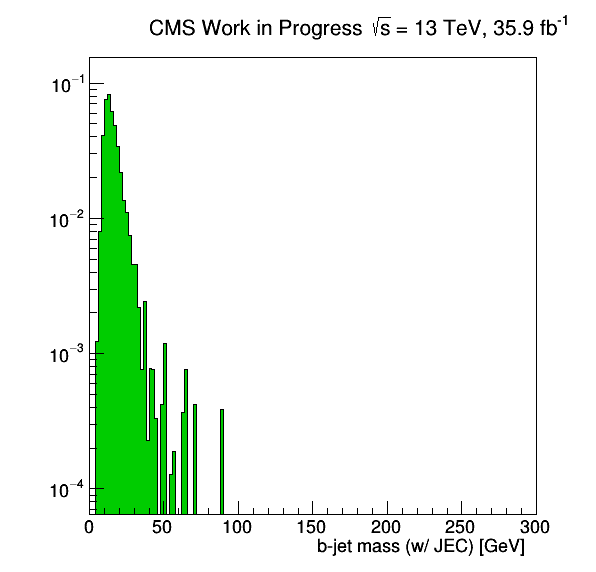 CMS Work in Progress √s = 13 TeV, 35.9 fb⁻¹
10⁻¹
10⁻²
10⁻³
10⁻⁴
0 50 100 150 200 250 300
b-jet mass (w/ JEC) [GeV]